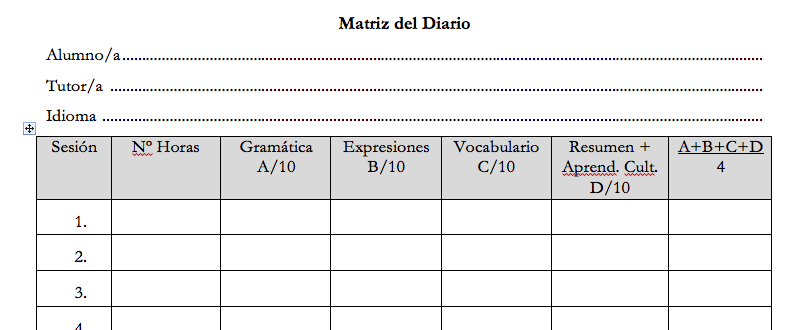 Matriz del Diario
Alumno/a
Tutor/a
Idioma
Sesión Nº Horas Gramática A/10 Expresiones B/10 Vocabulario C/10 Resumen + Aprend. Cult. D/10 A+B+C+D 4
1.
2.
3.
4.